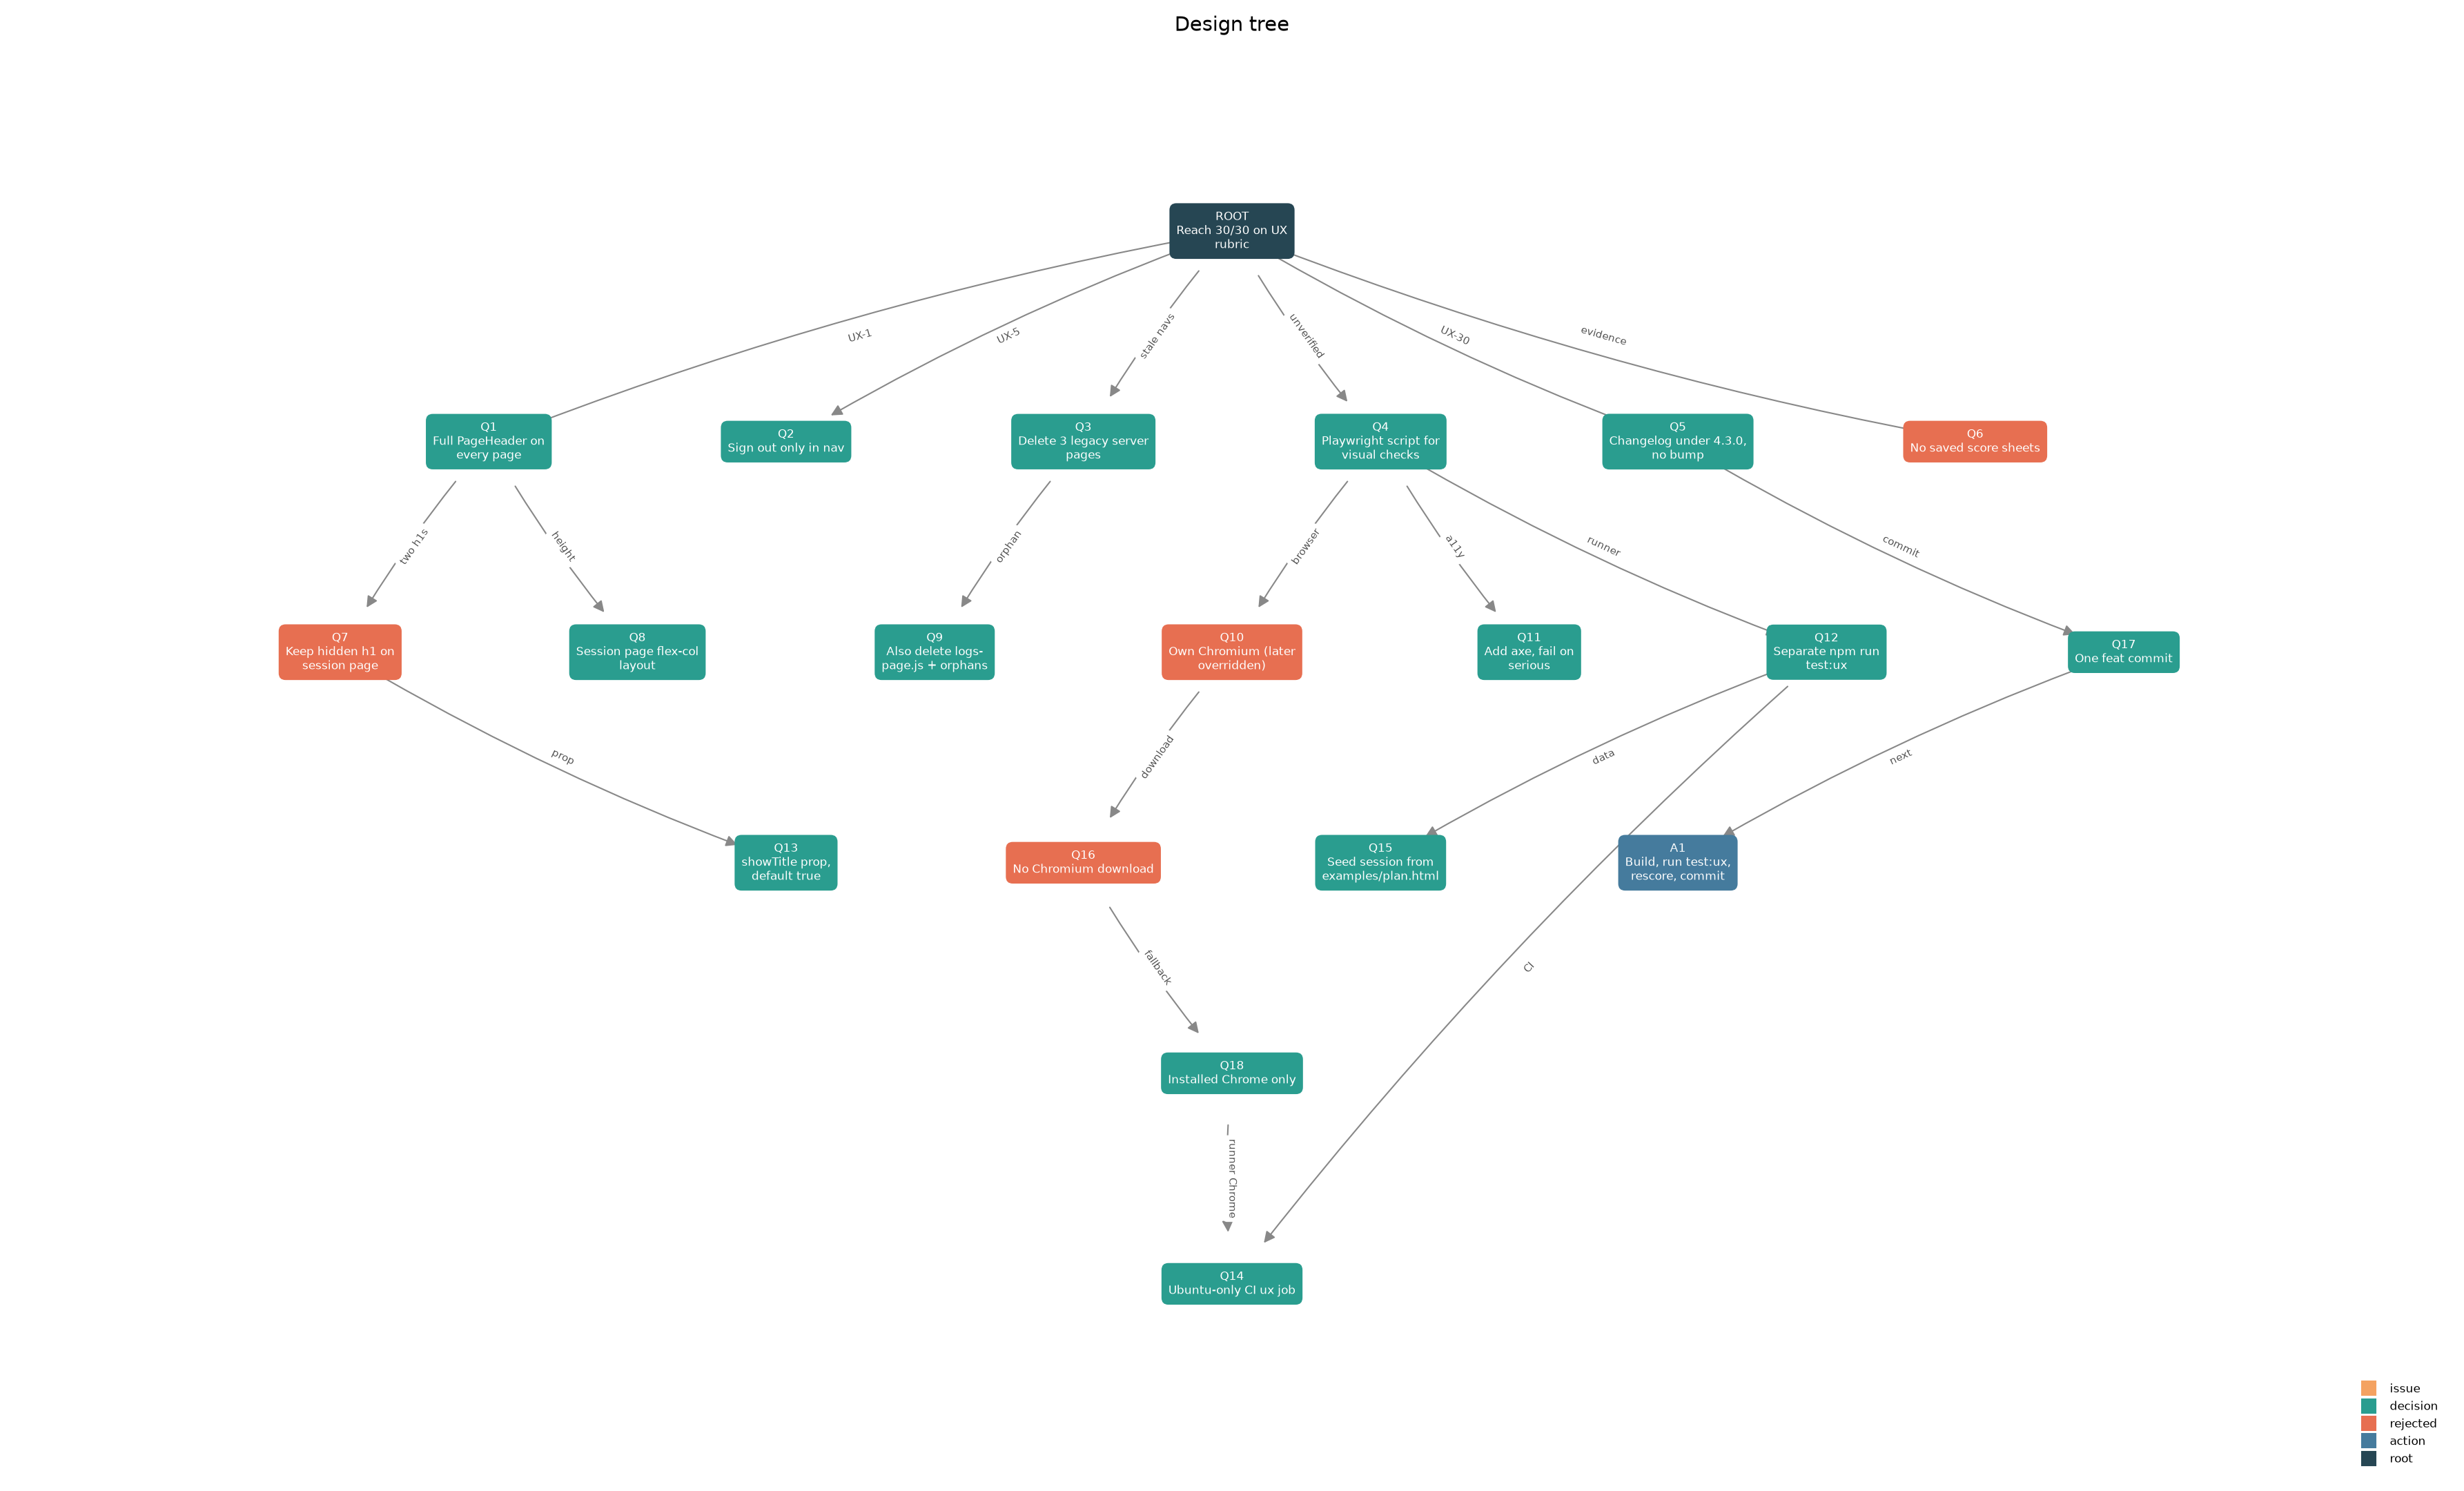 Design tree
ROOT
Reach 30/30 on UX
rubric
UX-1
UX-5
stale navs
unverified
UX-30
evidence
Q1
Full PageHeader on
every page
Q2
Sign out only in nav
Q3
Delete 3 legacy server
pages
Q4
Playwright script for
visual checks
Q5
Changelog under 4.3.0,
no bump
Q6
No saved score sheets
two h1s
height
orphan
browser
a11y
runner
commit
Q7
Keep hidden h1 on
session page
Q8
Session page flex-col
layout
Q9
Also delete logs-
page.js + orphans
Q10
Own Chromium (later
overridden)
Q11
Add axe, fail on
serious
Q12
Separate npm run
test:ux
Q17
One feat commit
prop
download
data
next
Q13
showTitle prop,
default true
Q16
No Chromium download
Q15
Seed session from
examples/plan.html
A1
Build, run test:ux,
rescore, commit
fallback
CI
Q18
Installed Chrome only
runner Chrome
Q14
Ubuntu-only CI ux job
issue
decision
rejected
action
root